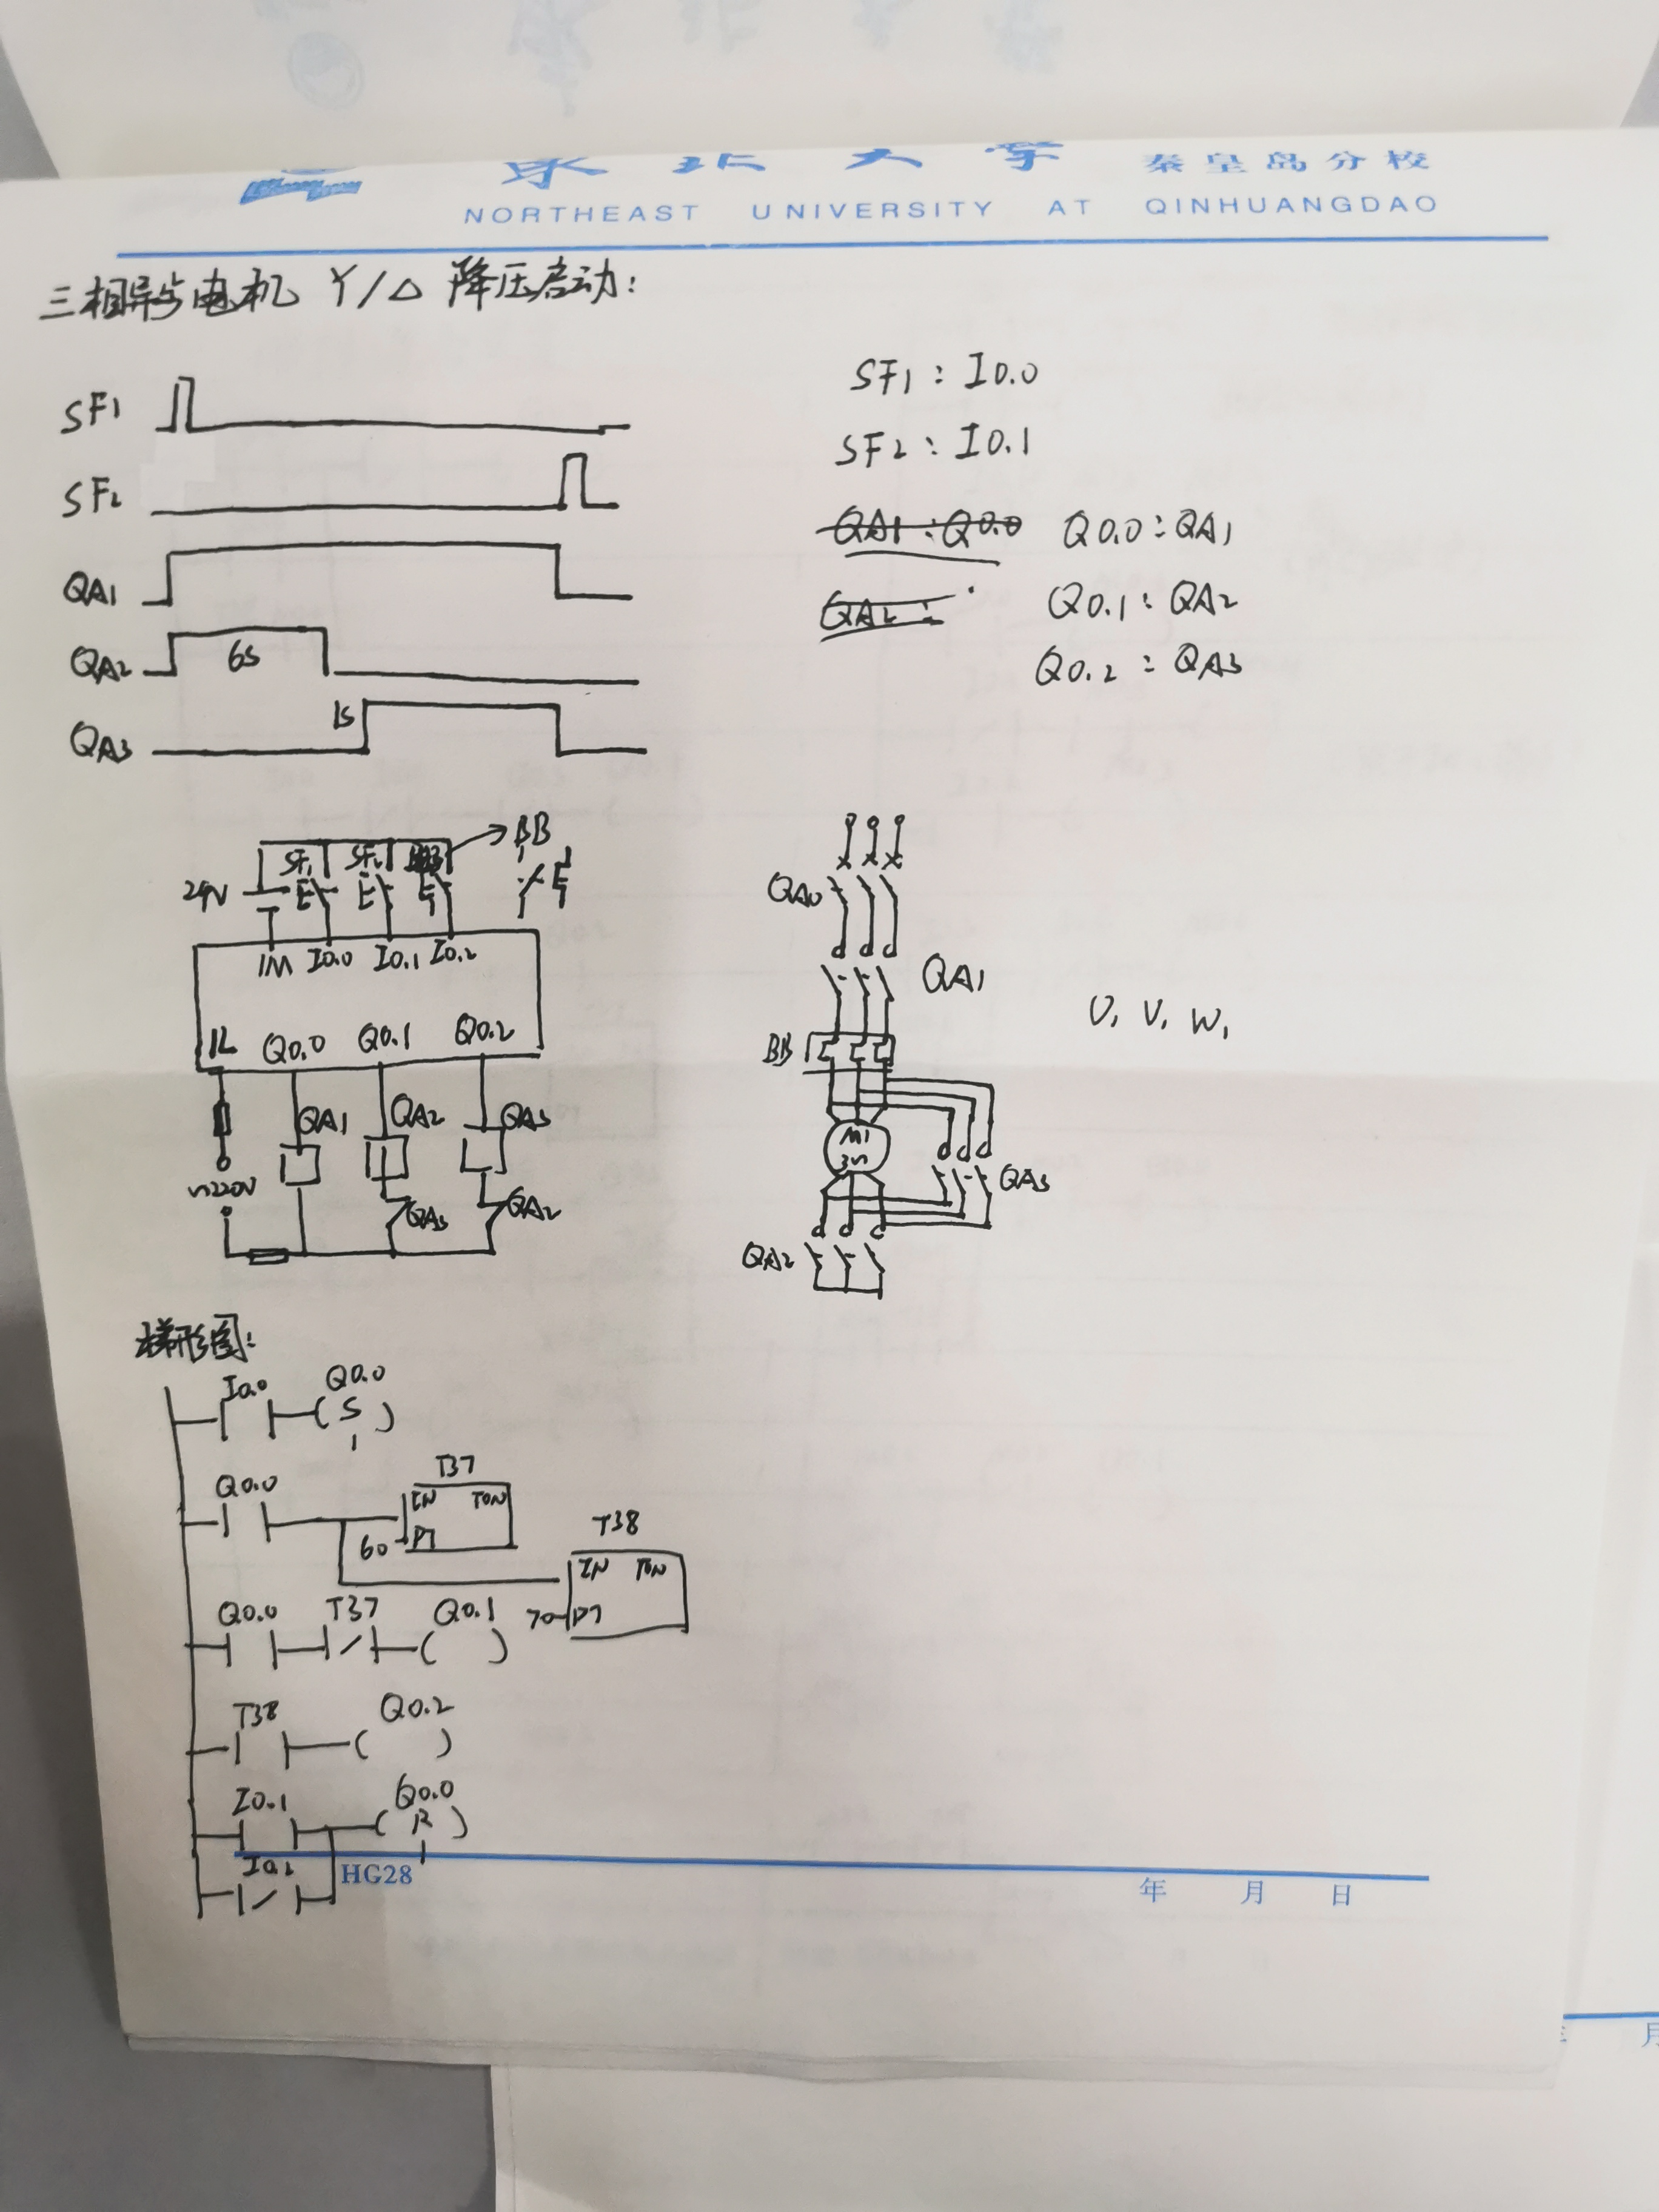 东北大学 秦皇岛分校
NORTHEAST UNIVERSITY AT QINHUANGDAO
三相异步电机 Y/△ 降压启动:
SF1
SF2
QA1
QA2 6S
QA3 1S
SF1: I0.0
SF2: I0.1
QA1:Q0.0 Q0.0:QA1
QA2: Q0.1:QA2
Q0.2:QA3
BB
SF1 SF2
24V
1M I0.0 I0.1 I0.2
1L Q0.0 Q0.1 Q0.2
QA1 QA2 QA3
~220V
QA3 QA2
QA0
QA1
BB
M1
3~
QA3
QA2
U1 V1 W1
梯形图:
I0.0 Q0.0
S
1
Q0.0 T37
IN TON
60 PT
T38
IN TON
70 PT
Q0.0 T37 Q0.1
T38 Q0.2
I0.1 Q0.0
R
1
I0.2
HG28
年 月 日
月